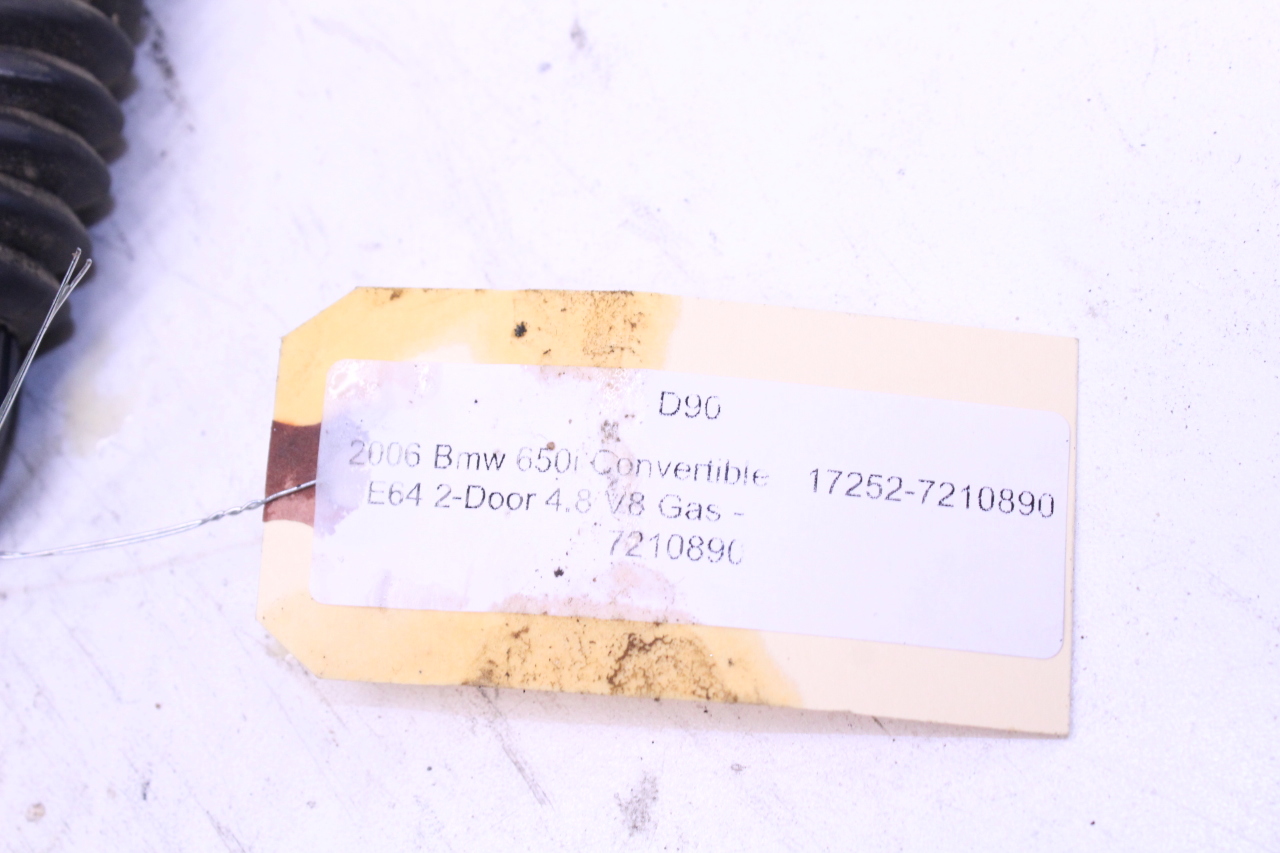 D90
2006 Bmw 650i Convertible 17252-7210890
E64 2-Door 4.8 V8 Gas -
7210890